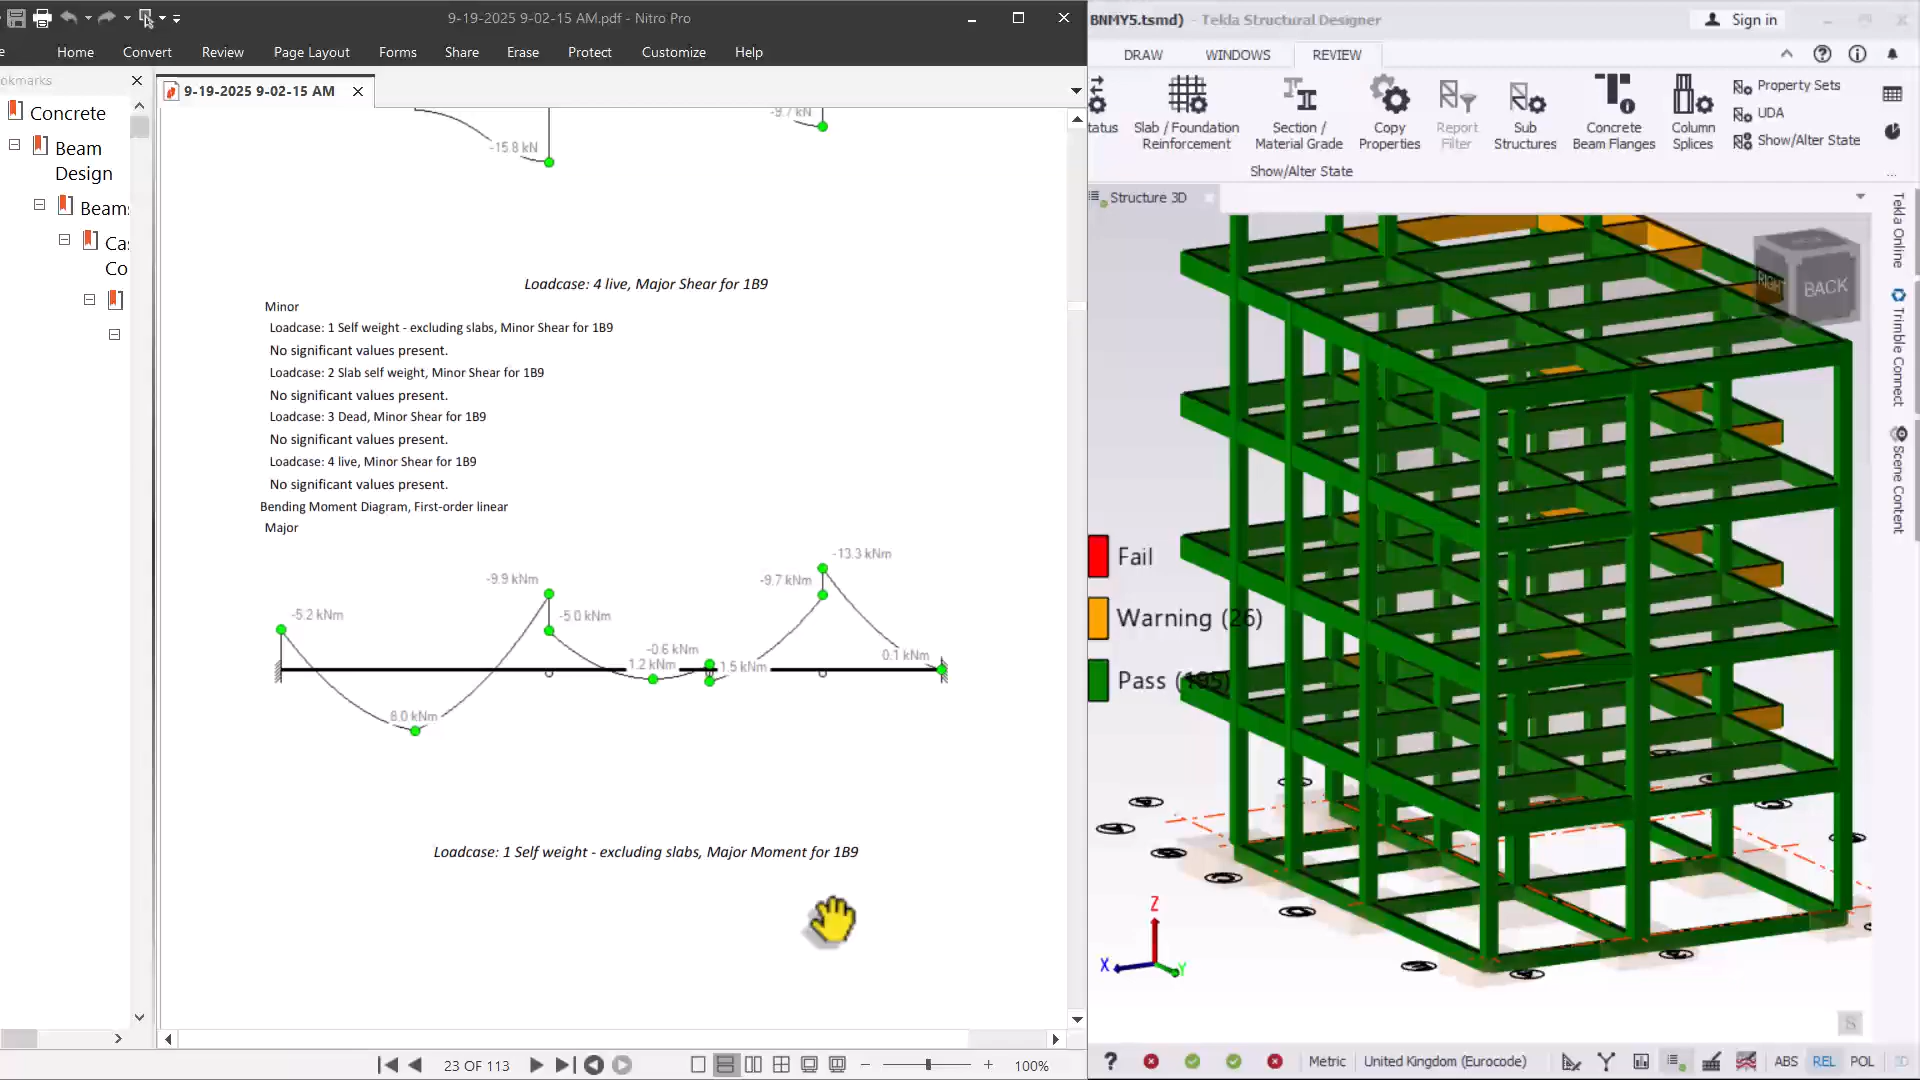 9-19-2025 9-02-15 AM.pdf - Nitro Pro
Home Convert Review Page Layout Forms Share Erase Protect Customize Help
okmarks
Concrete
Beam
Design
Beams
Cas
Co
9-19-2025 9-02-15 AM
-15.8 kN
-9.7 kN
Loadcase: 4 live, Major Shear for 1B9
Minor
Loadcase: 1 Self weight - excluding slabs, Minor Shear for 1B9
No significant values present.
Loadcase: 2 Slab self weight, Minor Shear for 1B9
No significant values present.
Loadcase: 3 Dead, Minor Shear for 1B9
No significant values present.
Loadcase: 4 live, Minor Shear for 1B9
No significant values present.
Bending Moment Diagram, First-order linear
Major
-13.3 kNm
-9.9 kNm
-9.7 kNm
-5.2 kNm
-5.0 kNm
-0.6 kNm
1.2 kNm
1.5 kNm
0.1 kNm
8.0 kNm
Loadcase: 1 Self weight - excluding slabs, Major Moment for 1B9
23 OF 113
100%
BNMY5.tsmd) - Tekla Structural Designer
Sign in
DRAW WINDOWS REVIEW
tatus
Slab / Foundation
Reinforcement
Section /
Material Grade
Copy
Properties
Report
Filter
Sub
Structures
Concrete
Beam Flanges
Column
Splices
Property Sets
UDA
Show/Alter State
Show/Alter State
...
Structure 3D
Tekla Online
Trimble Connect
Scene Content
RIGHT
BACK
Fail
Warning (26)
Pass (195)
Z
X
Y
S
Metric
United Kingdom (Eurocode)
ABS
REL
POL